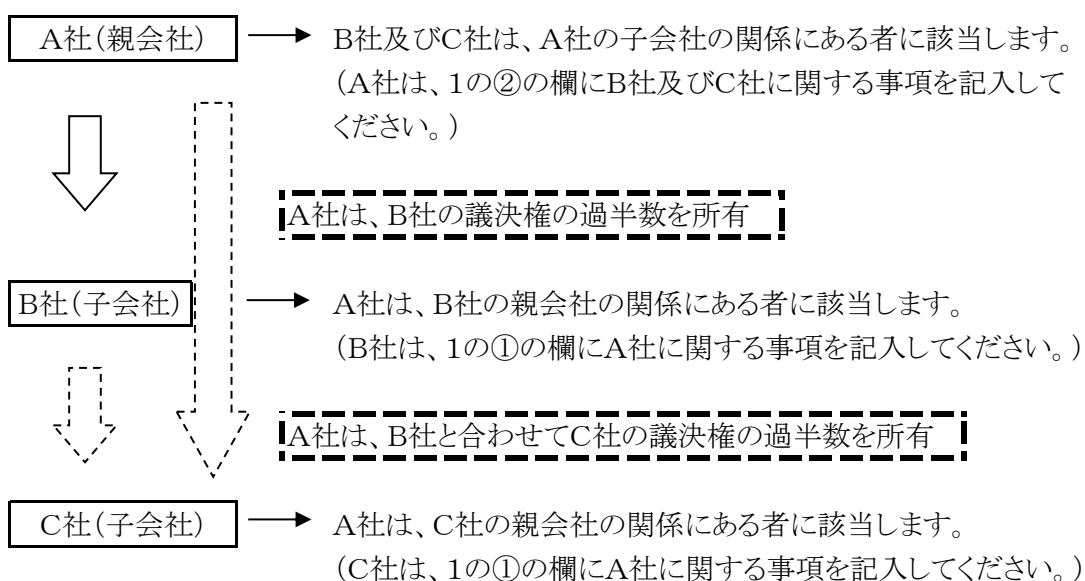 A社(親会社)
B社及びC社は、A社の子会社の関係にある者に該当します。
(A社は、1の②の欄にB社及びC社に関する事項を記入して
ください。)
A社は、B社の議決権の過半数を所有
B社(子会社)
A社は、B社の親会社の関係にある者に該当します。
(B社は、1の①の欄にA社に関する事項を記入してください。)
A社は、B社と合わせてC社の議決権の過半数を所有
C社(子会社)
A社は、C社の親会社の関係にある者に該当します。
(C社は、1の①の欄にA社に関する事項を記入してください。)